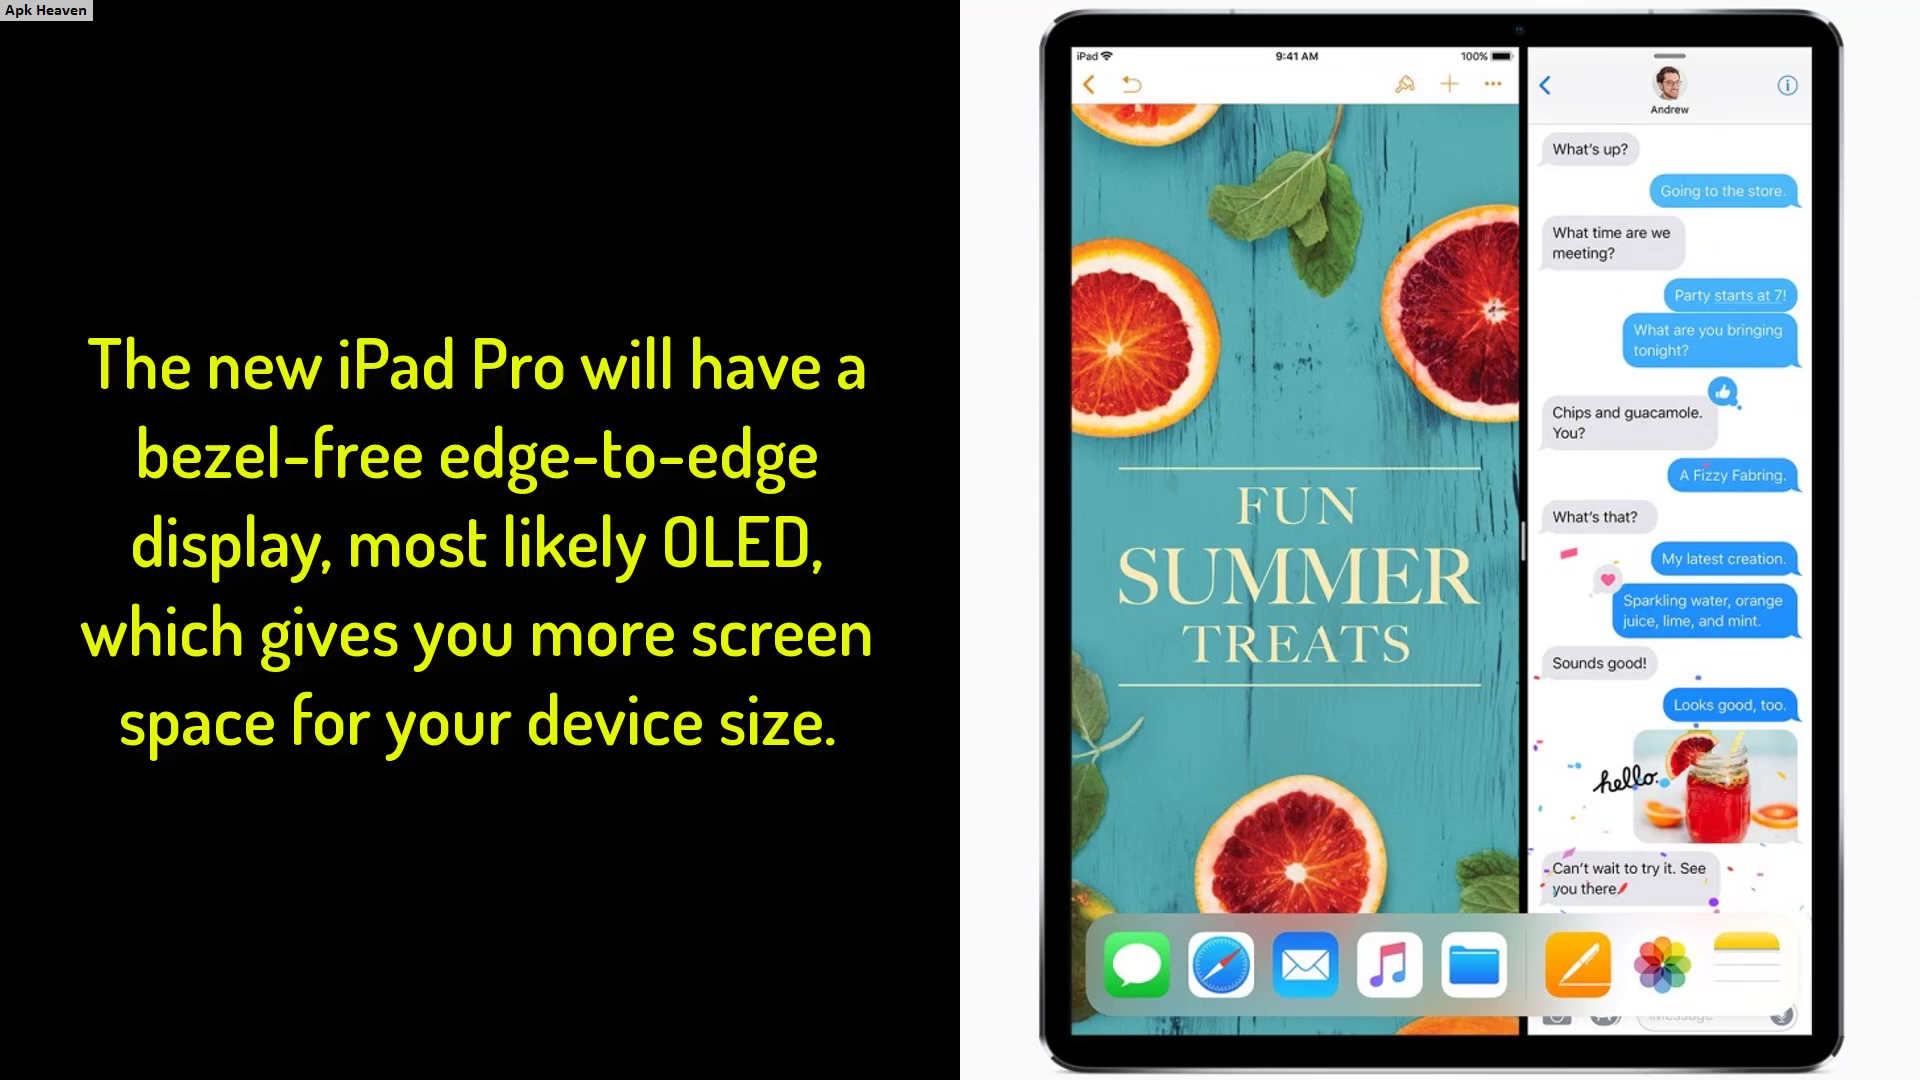 Apk Heaven
The new iPad Pro will have a
bezel-free edge-to-edge
display, most likely OLED,
which gives you more screen
space for your device size.
iPad
9:41 AM
100%
FUN
SUMMER
TREATS
Andrew
What's up?
Going to the store.
What time are we
meeting?
Party starts at 7!
What are you bringing
tonight?
Chips and guacamole.
You?
A Fizzy Fabring.
What's that?
My latest creation.
Sparkling water, orange
juice, lime, and mint.
Sounds good!
Looks good, too.
hello.
Can't wait to try it. See
you there
iMessage